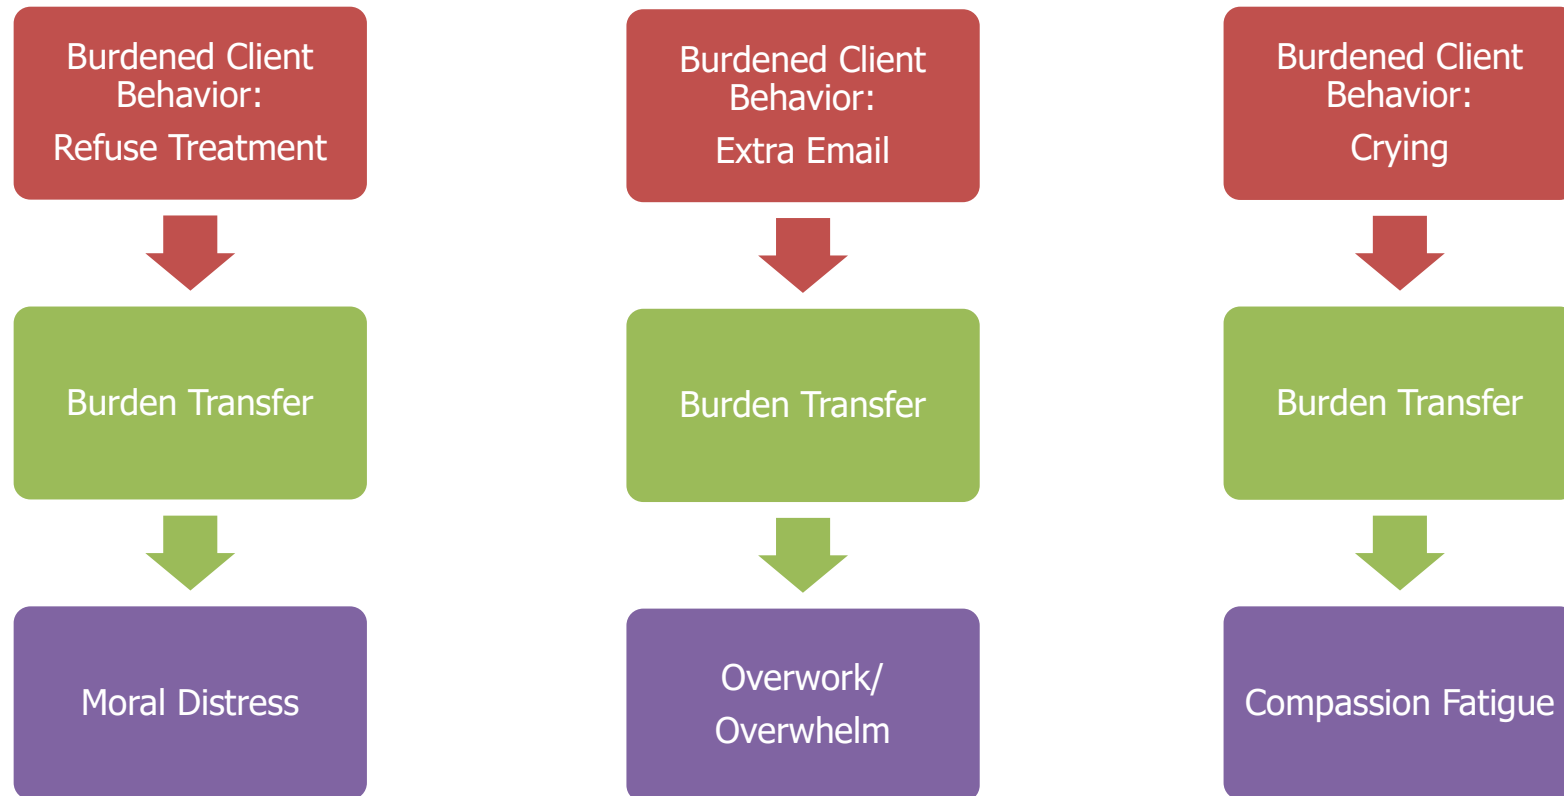 Burdened Client
Behavior:
Refuse Treatment
Burden Transfer
Moral Distress
Burdened Client
Behavior:
Extra Email
Burden Transfer
Overwork/
Overwhelm
Burdened Client
Behavior:
Crying
Burden Transfer
Compassion Fatigue